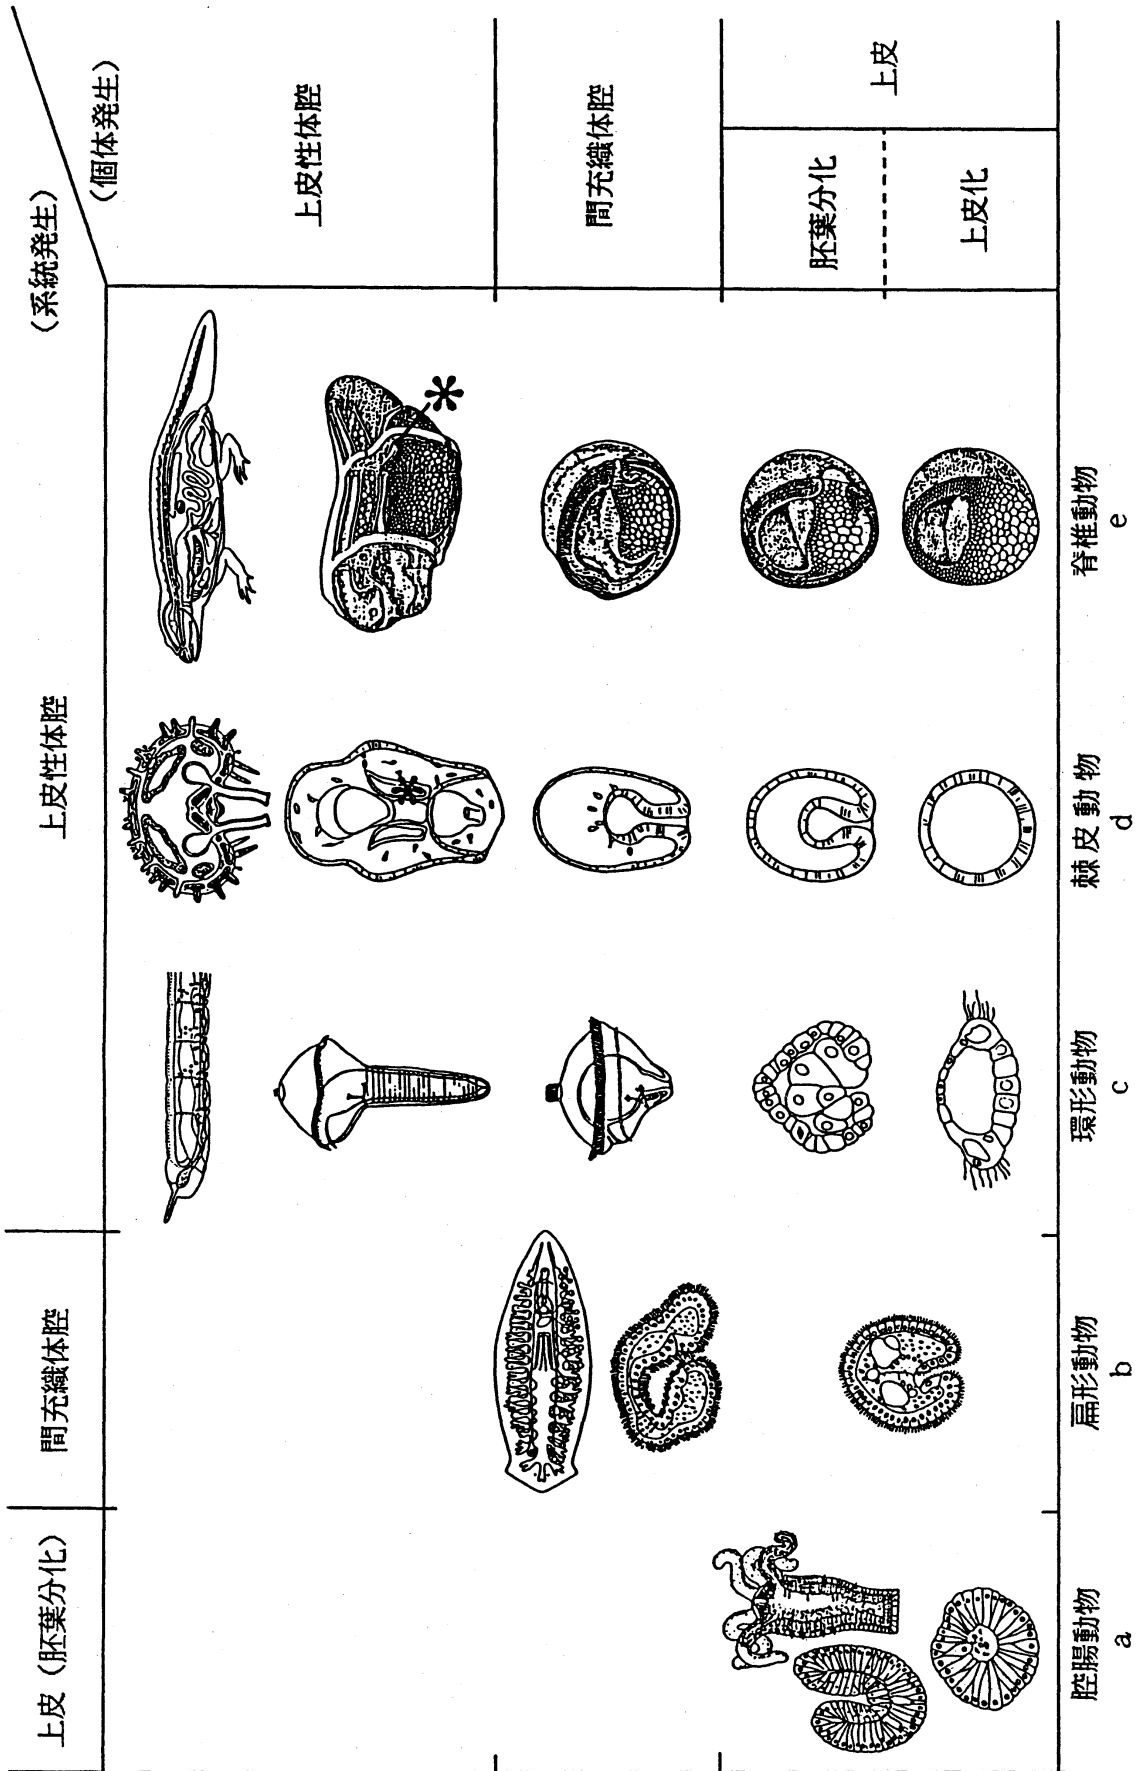 (系統発生)
(個体発生)
上皮(胚葉分化)
間充織体腔
上皮性体腔
上皮性体腔
間充織体腔
上皮
胚葉分化
上皮化
*
*
腔腸動物
a
扁形動物
b
環形動物
c
棘皮動物
d
脊椎動物
e